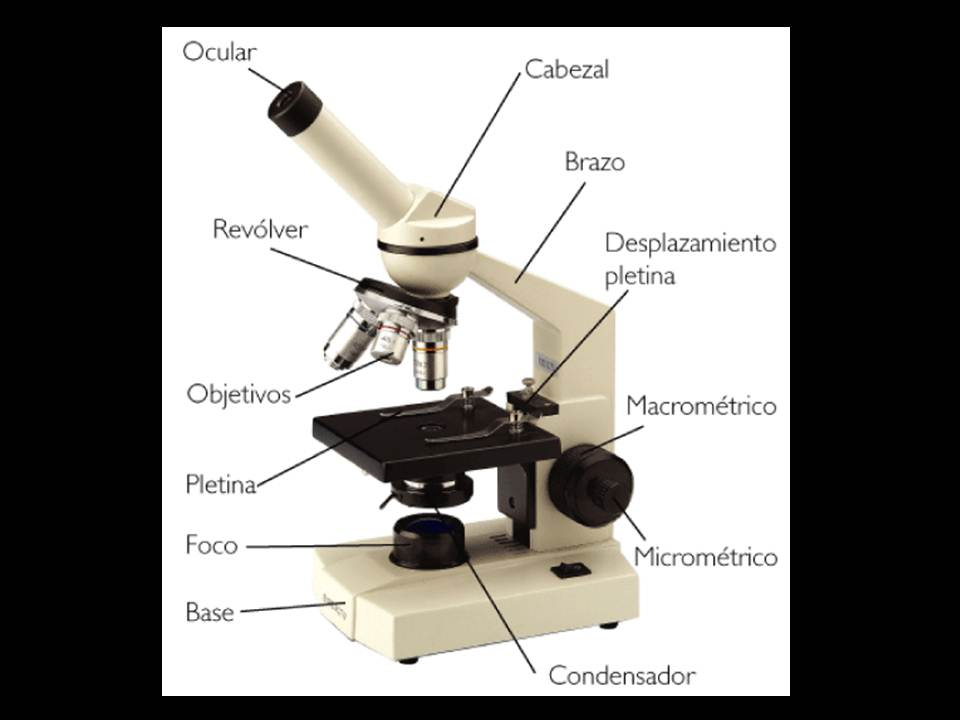 Ocular
Cabezal
Brazo
Revólver
Desplazamiento
pletina
Objetivos
Macrométrico
Pletina
Foco
Micrométrico
Base
Condensador